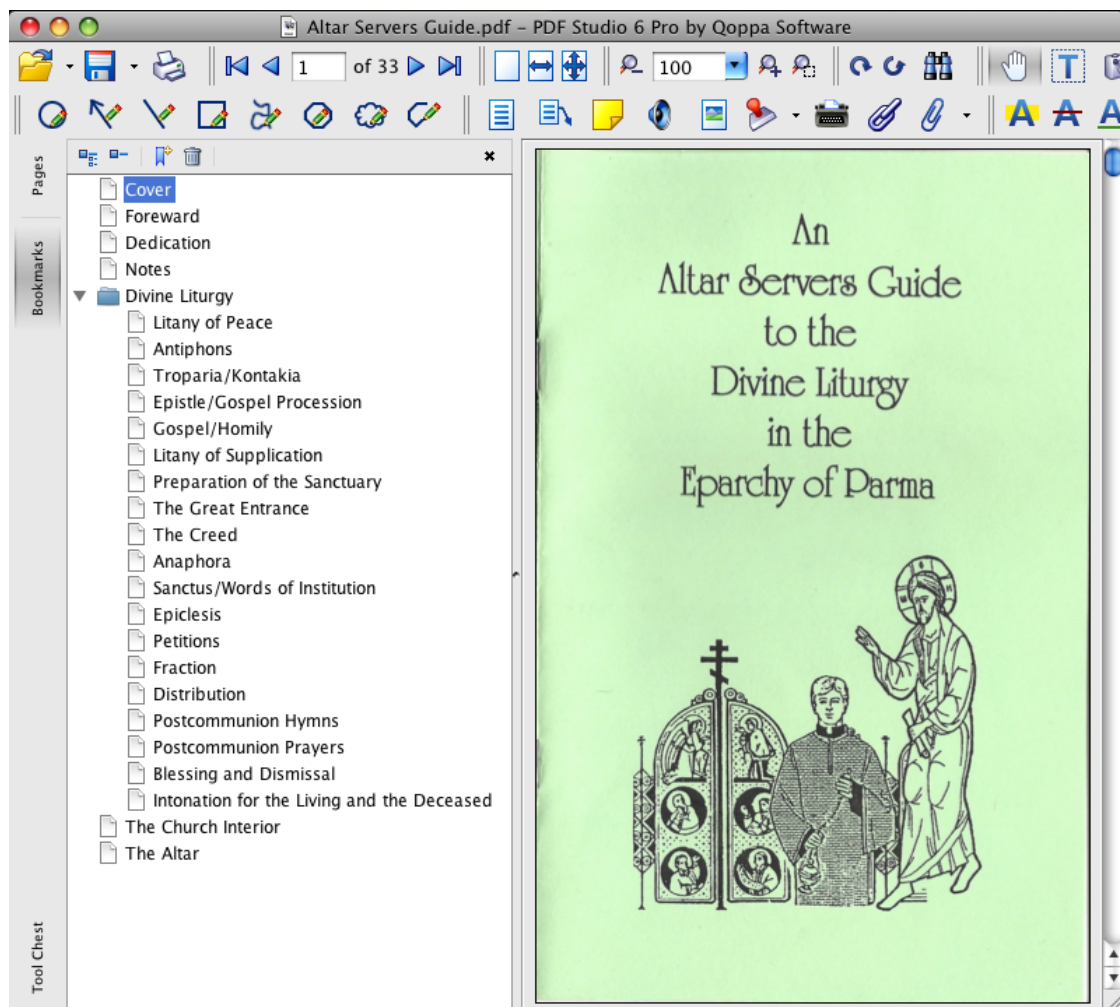 Altar Servers Guide.pdf – PDF Studio 6 Pro by Qoppa Software
1 of 33 100
T
A A A
Pages
Bookmarks
Tool Chest
Cover
Foreward
Dedication
Notes
Divine Liturgy
Litany of Peace
Antiphons
Troparia/Kontakia
Epistle/Gospel Procession
Gospel/Homily
Litany of Supplication
Preparation of the Sanctuary
The Great Entrance
The Creed
Anaphora
Sanctus/Words of Institution
Epiclesis
Petitions
Fraction
Distribution
Postcommunion Hymns
Postcommunion Prayers
Blessing and Dismissal
Intonation for the Living and the Deceased
The Church Interior
The Altar
An
Altar Servers Guide
to the
Divine Liturgy
in the
Eparchy of Parma